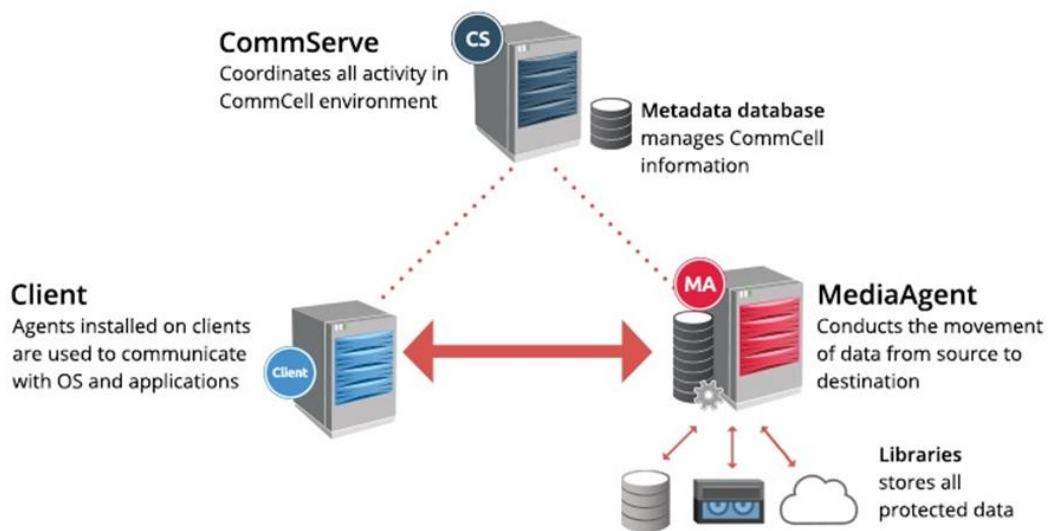 CommServe
Coordinates all activity in
CommCell environment
CS
Metadata database
manages CommCell
information
Client
Agents installed on clients
are used to communicate
with OS and applications
Client
MA
MediaAgent
Conducts the movement
of data from source to
destination
Libraries
stores all
protected data